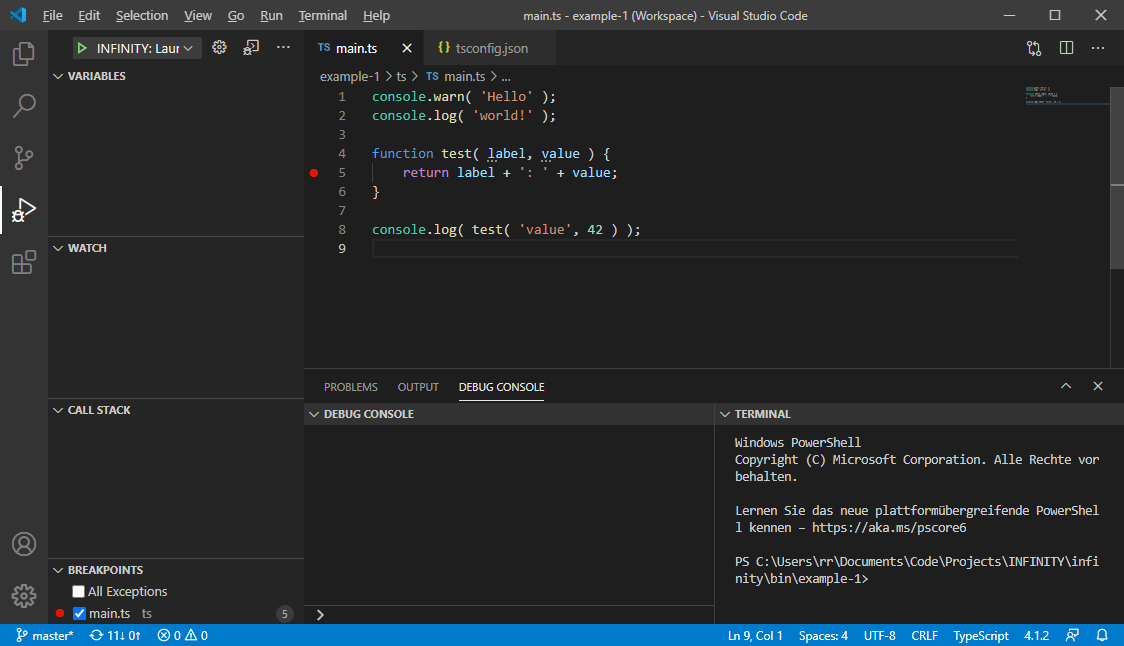 File Edit Selection View Go Run Terminal Help main.ts - example-1 (Workspace) - Visual Studio Code
INFINITY: Laur
TS main.ts {} tsconfig.json
VARIABLES
WATCH
CALL STACK
BREAKPOINTS
All Exceptions
main.ts ts 5
example-1 > ts > TS main.ts > ...
1 console.warn( 'Hello' );
2 console.log( 'world!' );
3
4 function test( label, value ) {
5 return label + ': ' + value;
6 }
7
8 console.log( test( 'value', 42 ) );
9
PROBLEMS OUTPUT DEBUG CONSOLE
DEBUG CONSOLE
TERMINAL
Windows PowerShell
Copyright (C) Microsoft Corporation. Alle Rechte vor
behalten.
Lernen Sie das neue plattformübergreifende PowerShel
l kennen – https://aka.ms/pscore6
PS C:\Users\rr\Documents\Code\Projects\INFINITY\infi
nity\bin\example-1>
master* 11↓ 0↑ 0 0 Ln 9, Col 1 Spaces: 4 UTF-8 CRLF TypeScript 4.1.2